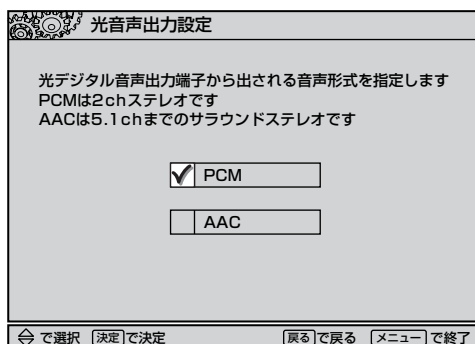 光音声出力設定
光デジタル音声出力端子から出される音声形式を指定します
PCMは2chステレオです
AACは5.1chまでのサラウンドステレオです
PCM
AAC
で選択 決定で決定 戻るで戻る メニューで終了